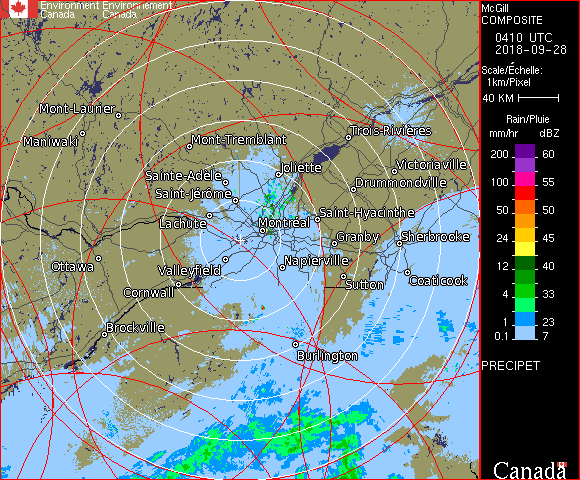 Environment Environnement
Canada Canada
McGill
COMPOSITE
0410 UTC
2018-09-28
Scale/Échelle:
1km/Pixel
40 KM
Rain/Pluie
mm/hr dBZ
200 60
100 55
50 50
24 45
12 40
4 33
1 23
0.1 7
PRECIPET
Canada
Mont-Laurier
Maniwaki
Mont-Tremblant
Trois-Rivières
Sainte-Adèle
Joliette
Victoriaville
Saint-Jérôme
Drummondville
Lachute
Montréal
Saint-Hyacinthe
Granby
Sherbrooke
Ottawa
Valleyfield
Napierville
Cornwall
Sutton
Coaticook
Brockville
Burlington